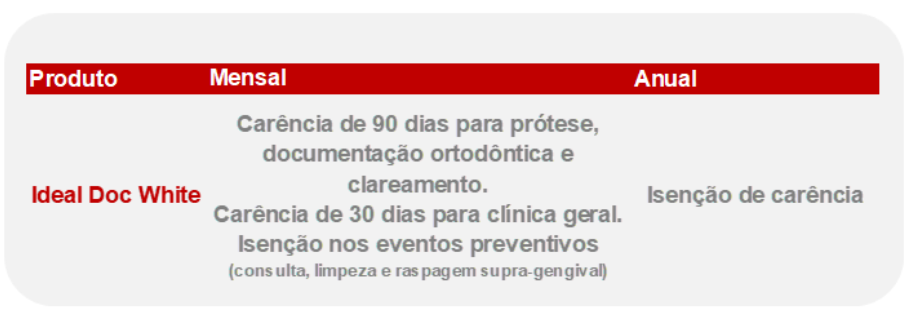 Produto Mensal Anual
Carência de 90 dias para prótese,
documentação ortodôntica e
clareamento.
Ideal Doc White
Isenção de carência
Carência de 30 dias para clínica geral.
Isenção nos eventos preventivos
(consulta, limpeza e raspagem supra-gengival)